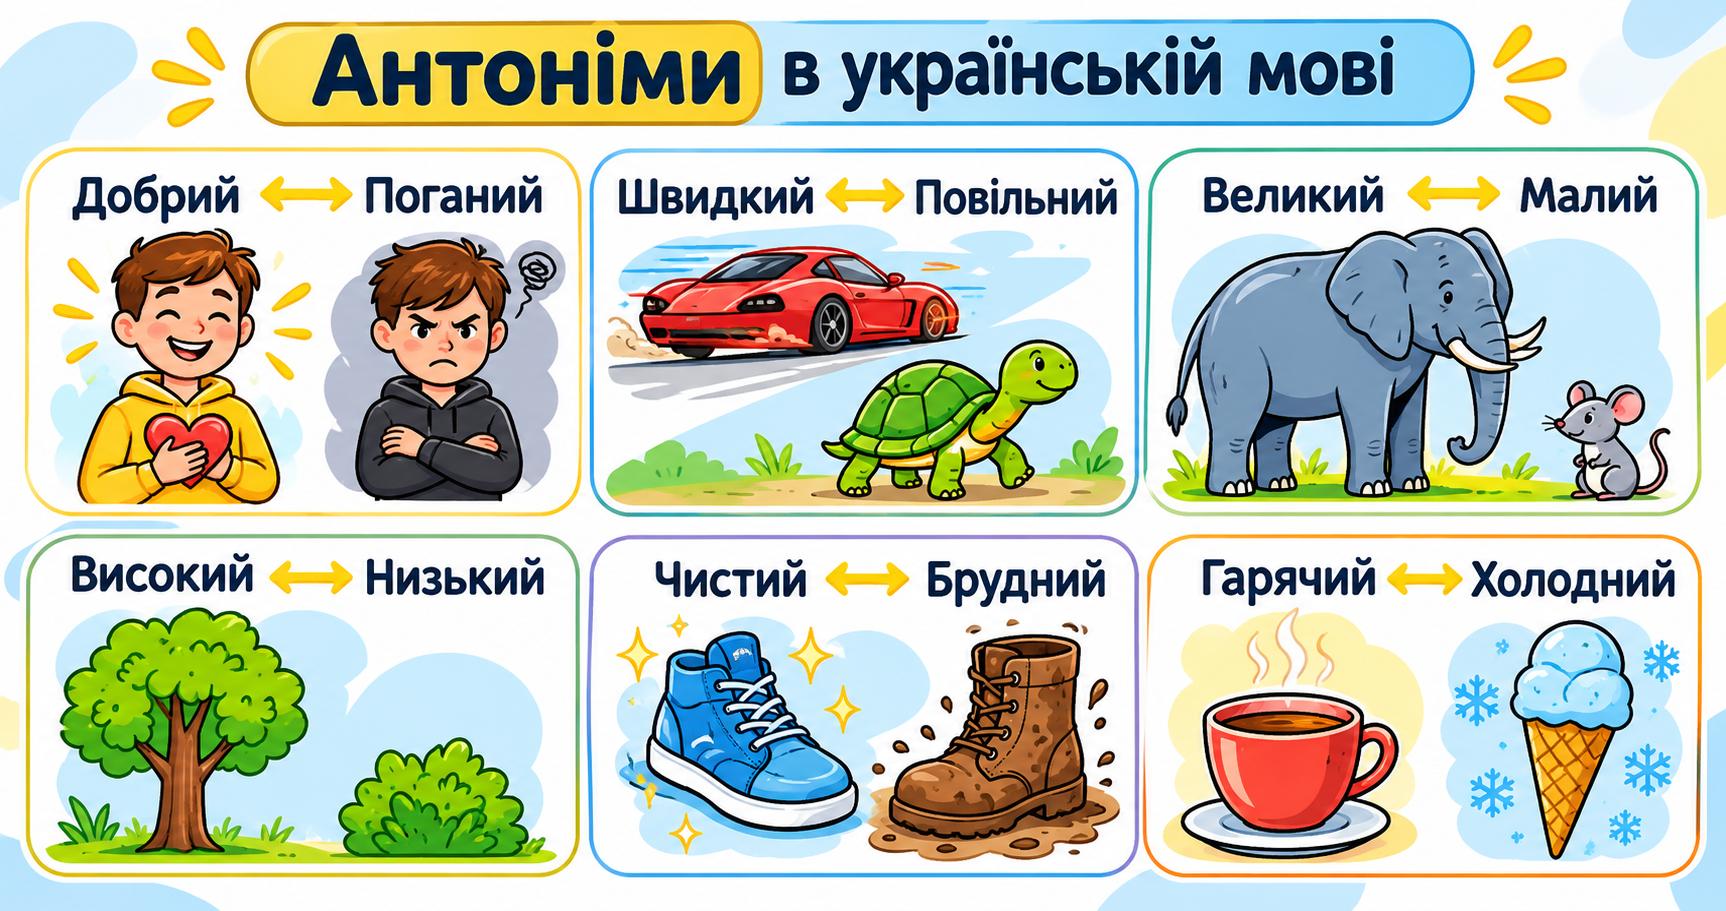 Антоніми в українській мові
Добрий ↔ Поганий
Швидкий ↔ Повільний
Великий ↔ Малий
Високий ↔ Низький
Чистий ↔ Брудний
Гарячий ↔ Холодний